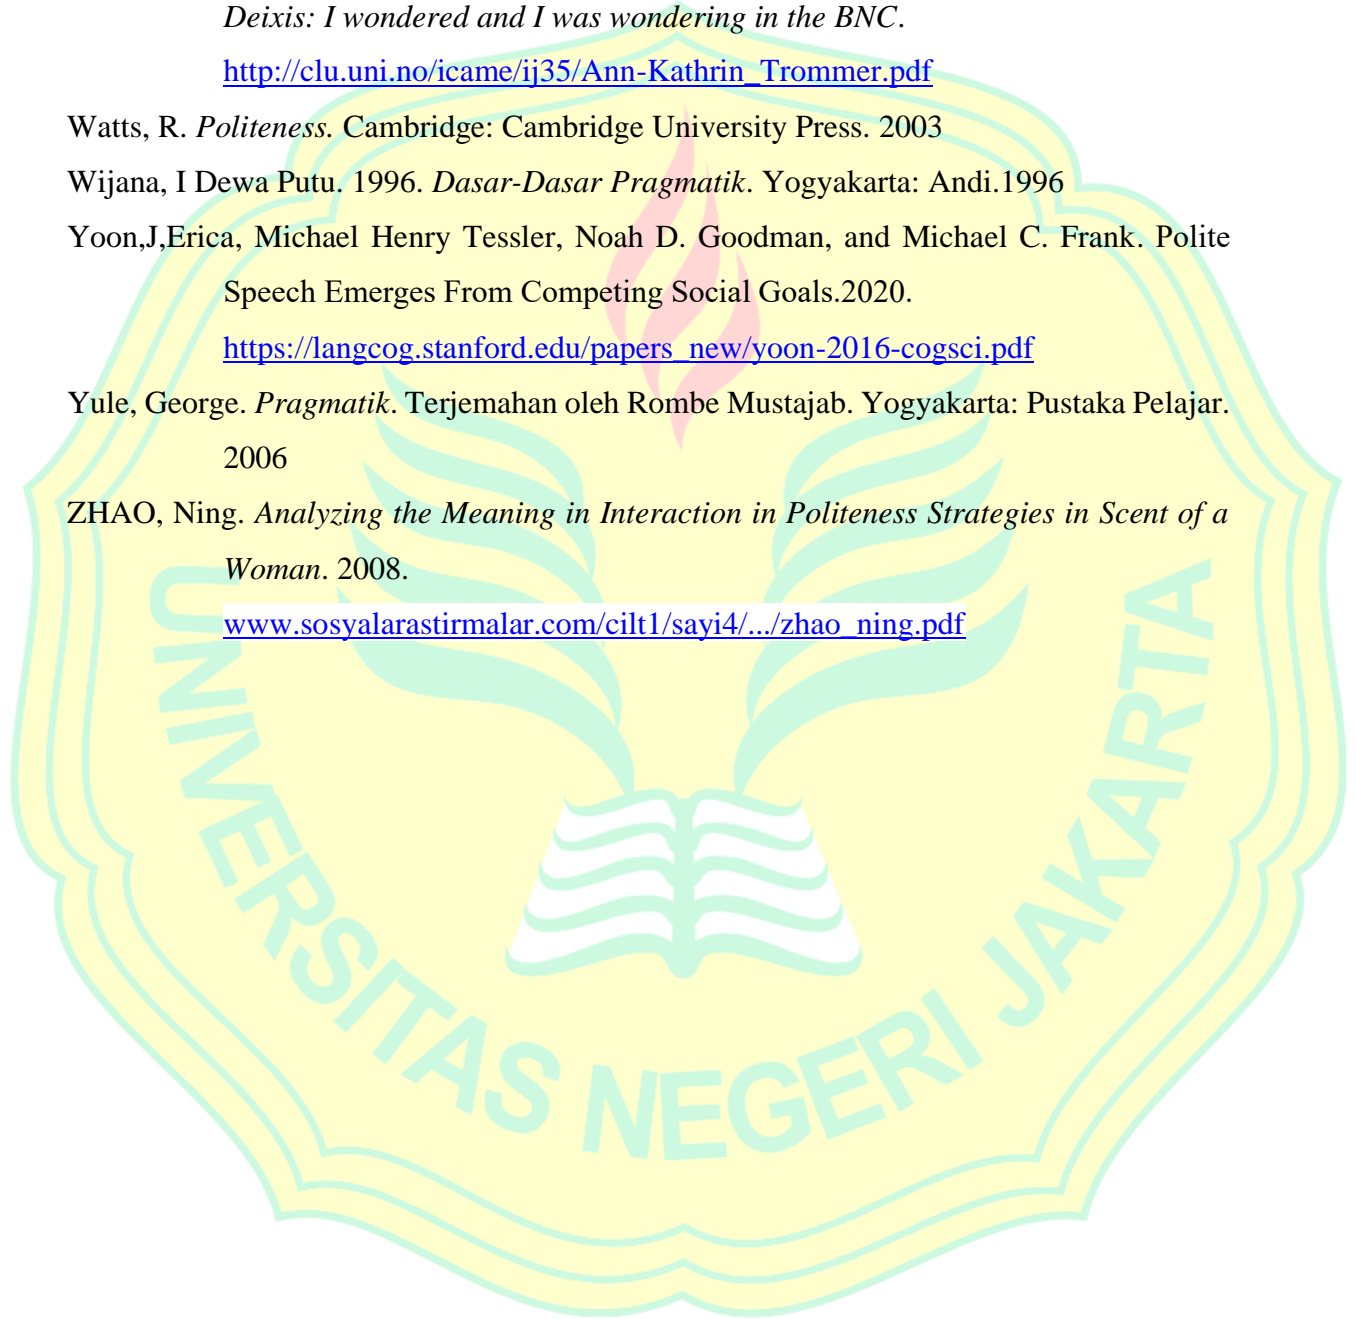 Deixis: I wondered and I was wondering in the BNC.
http://clu.uni.no/icame/ij35/Ann-Kathrin_Trommer.pdf
Watts, R. Politeness. Cambridge: Cambridge University Press. 2003
Wijana, I Dewa Putu. 1996. Dasar-Dasar Pragmatik. Yogyakarta: Andi.1996
Yoon,J,Erica, Michael Henry Tessler, Noah D. Goodman, and Michael C. Frank. Polite
Speech Emerges From Competing Social Goals.2020.
https://langcog.stanford.edu/papers_new/yoon-2016-cogsci.pdf
Yule, George. Pragmatik. Terjemahan oleh Rombe Mustajab. Yogyakarta: Pustaka Pelajar.
2006
ZHAO, Ning. Analyzing the Meaning in Interaction in Politeness Strategies in Scent of a
Woman. 2008.
www.sosyalarastirmalar.com/cilt1/sayi4/.../zhao_ning.pdf
UNIVERSITAS NEGERI JAKARTA